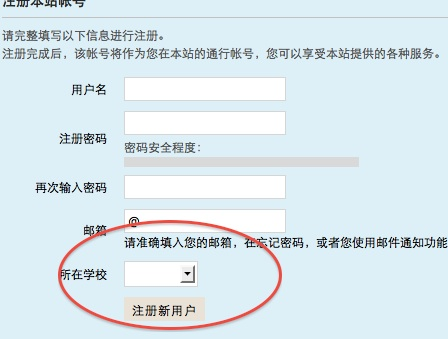 注册本站帐号
请完整填写以下信息进行注册。
注册完成后，该帐号将作为您在本站的通行帐号，您可以享受本站提供的各种服务。
用户名
注册密码
密码安全程度：
再次输入密码
邮箱 @
请准确填入您的邮箱，在忘记密码，或者您使用邮件通知功能
所在学校
注册新用户